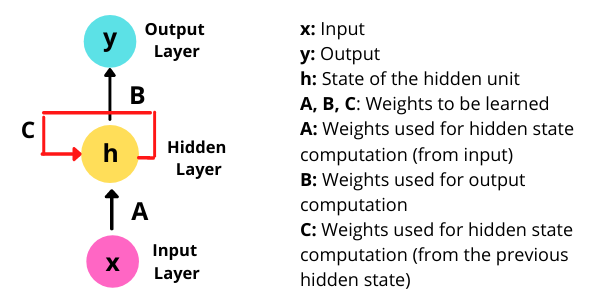 y
Output
Layer
B
C
h
Hidden
Layer
A
x
Input
Layer
x: Input
y: Output
h: State of the hidden unit
A, B, C: Weights to be learned
A: Weights used for hidden state
computation (from input)
B: Weights used for output
computation
C: Weights used for hidden state
computation (from the previous
hidden state)